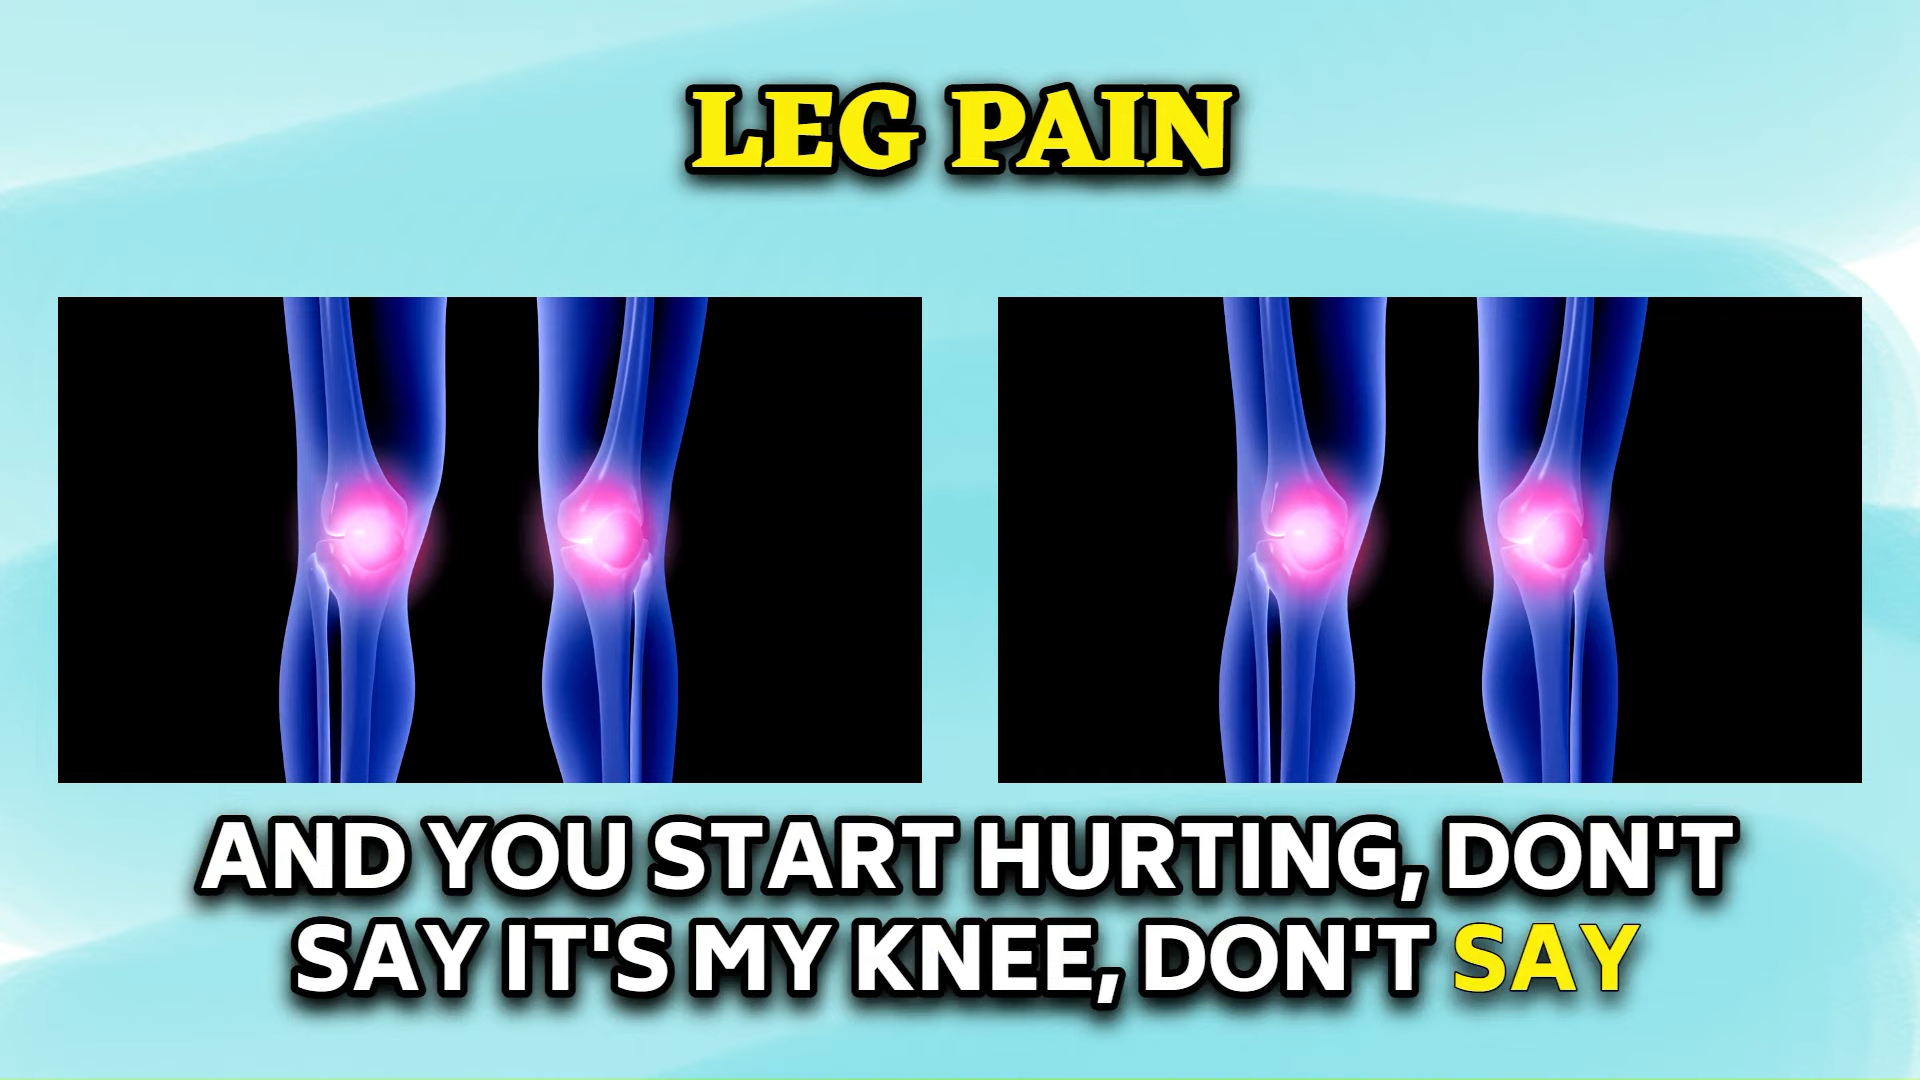 LEG PAIN
AND YOU START HURTING, DON'T
SAY IT'S MY KNEE, DON'T SAY